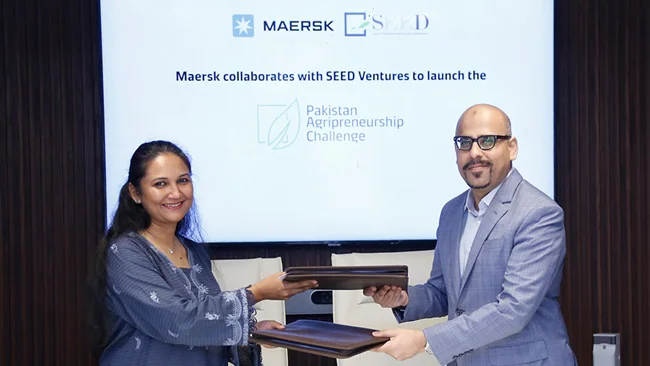 MAERSK SEED
Maersk collaborates with SEED Ventures to launch the
Pakistan
Agripreneurship
Challenge